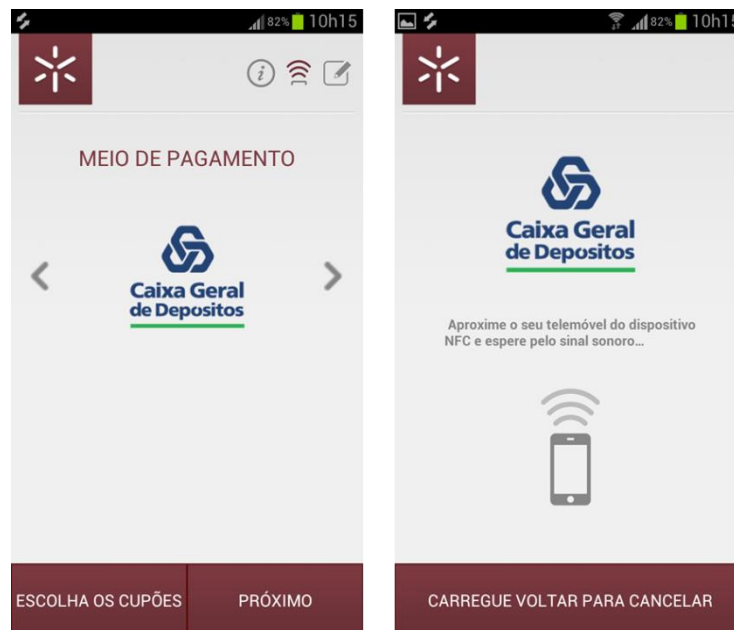 82% 10h15
MEIO DE PAGAMENTO
Caixa Geral
de Depositos
ESCOLHA OS CUPÕES
PRÓXIMO
82% 10h15
Caixa Geral
de Depositos
Aproxime o seu telemóvel do dispositivo
NFC e espere pelo sinal sonoro...
CARREGUE VOLTAR PARA CANCELAR